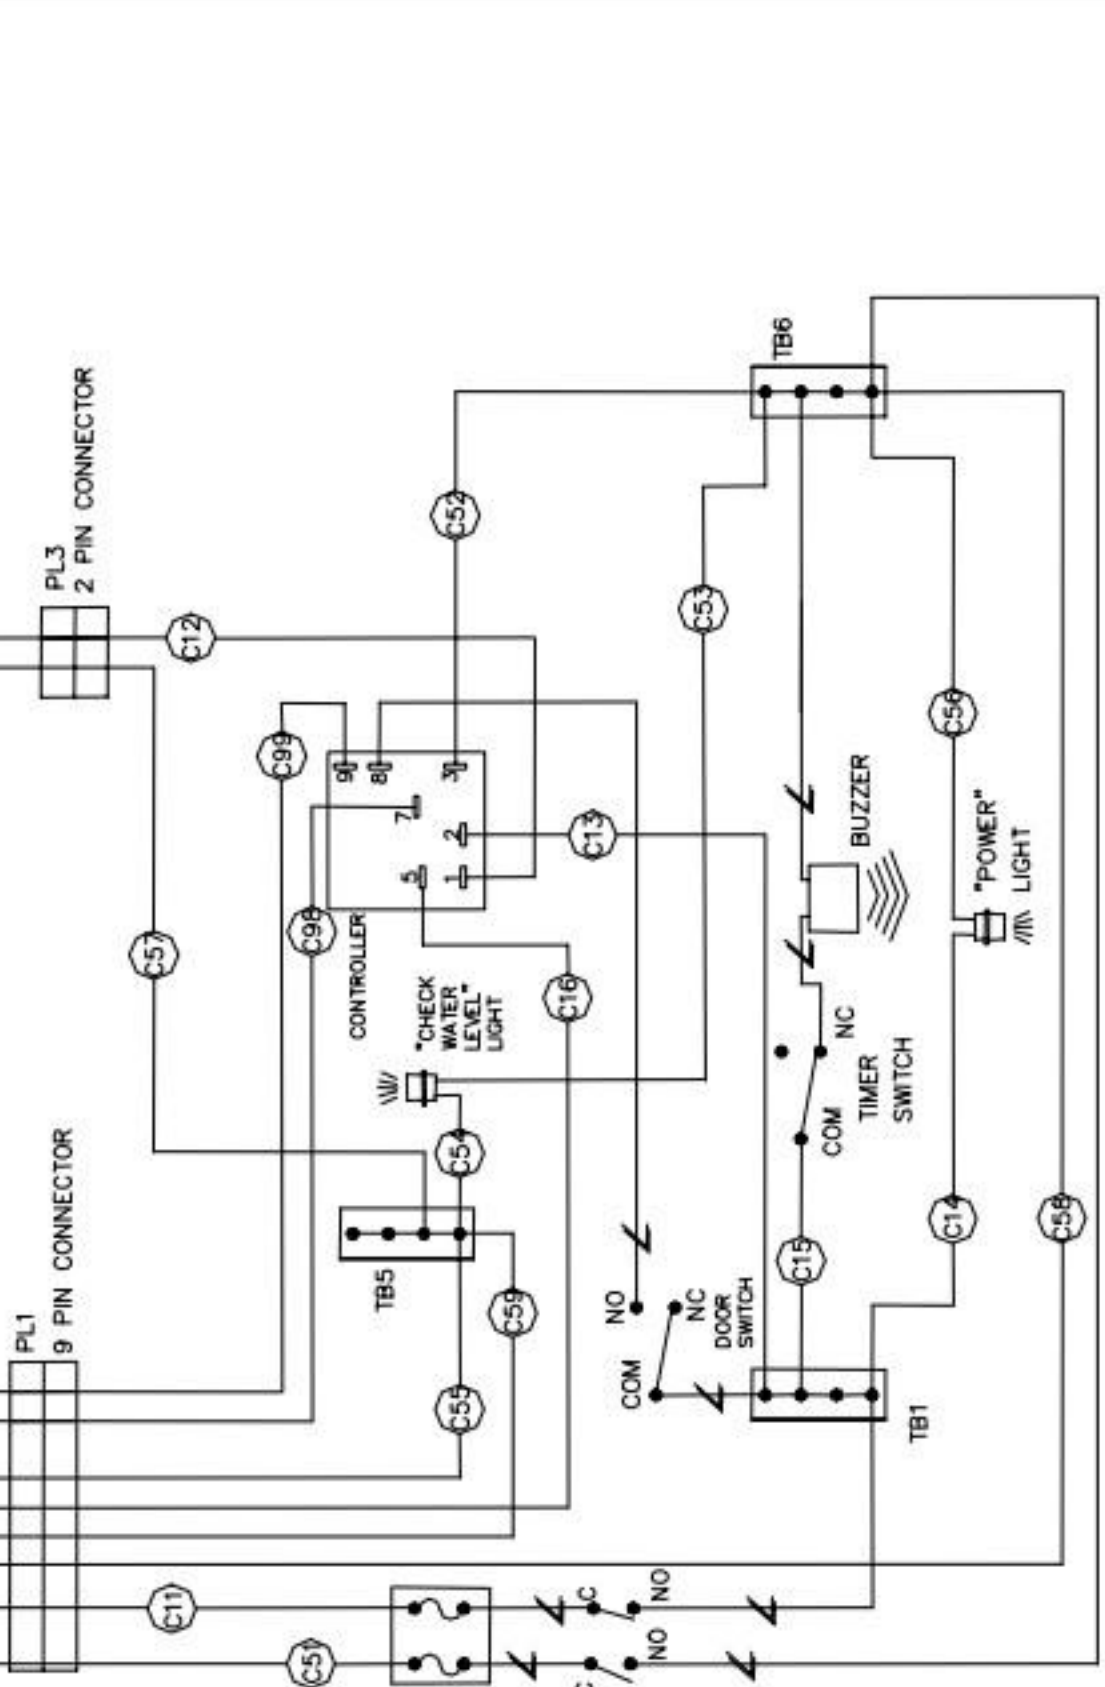 PL3
2 PIN CONNECTOR
TB6
C52
C12
C53
C99
C56
9
8
3
7
2
5
1
C13
BUZZER
"POWER"
LIGHT
C98
C57
CONTROLLER
"CHECK
WATER
LEVEL"
LIGHT
C16
NC
COM
TIMER
SWITCH
C54
PL1
9 PIN CONNECTOR
TB5
C59
C15
C14
C58
NO
NC
DOOR
SWITCH
COM
C55
TB1
C11
C
NO
C51
NO
C